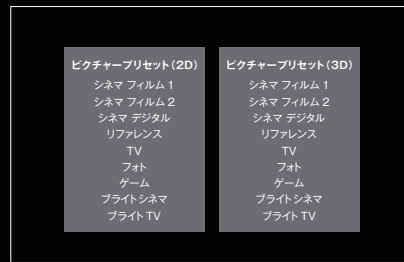 ピクチャープリセット（2D）
シネマ フィルム 1
シネマ フィルム 2
シネマ デジタル
リファレンス
TV
フォト
ゲーム
ブライトシネマ
ブライト TV
ピクチャープリセット（3D）
シネマ フィルム 1
シネマ フィルム 2
シネマ デジタル
リファレンス
TV
フォト
ゲーム
ブライトシネマ
ブライト TV